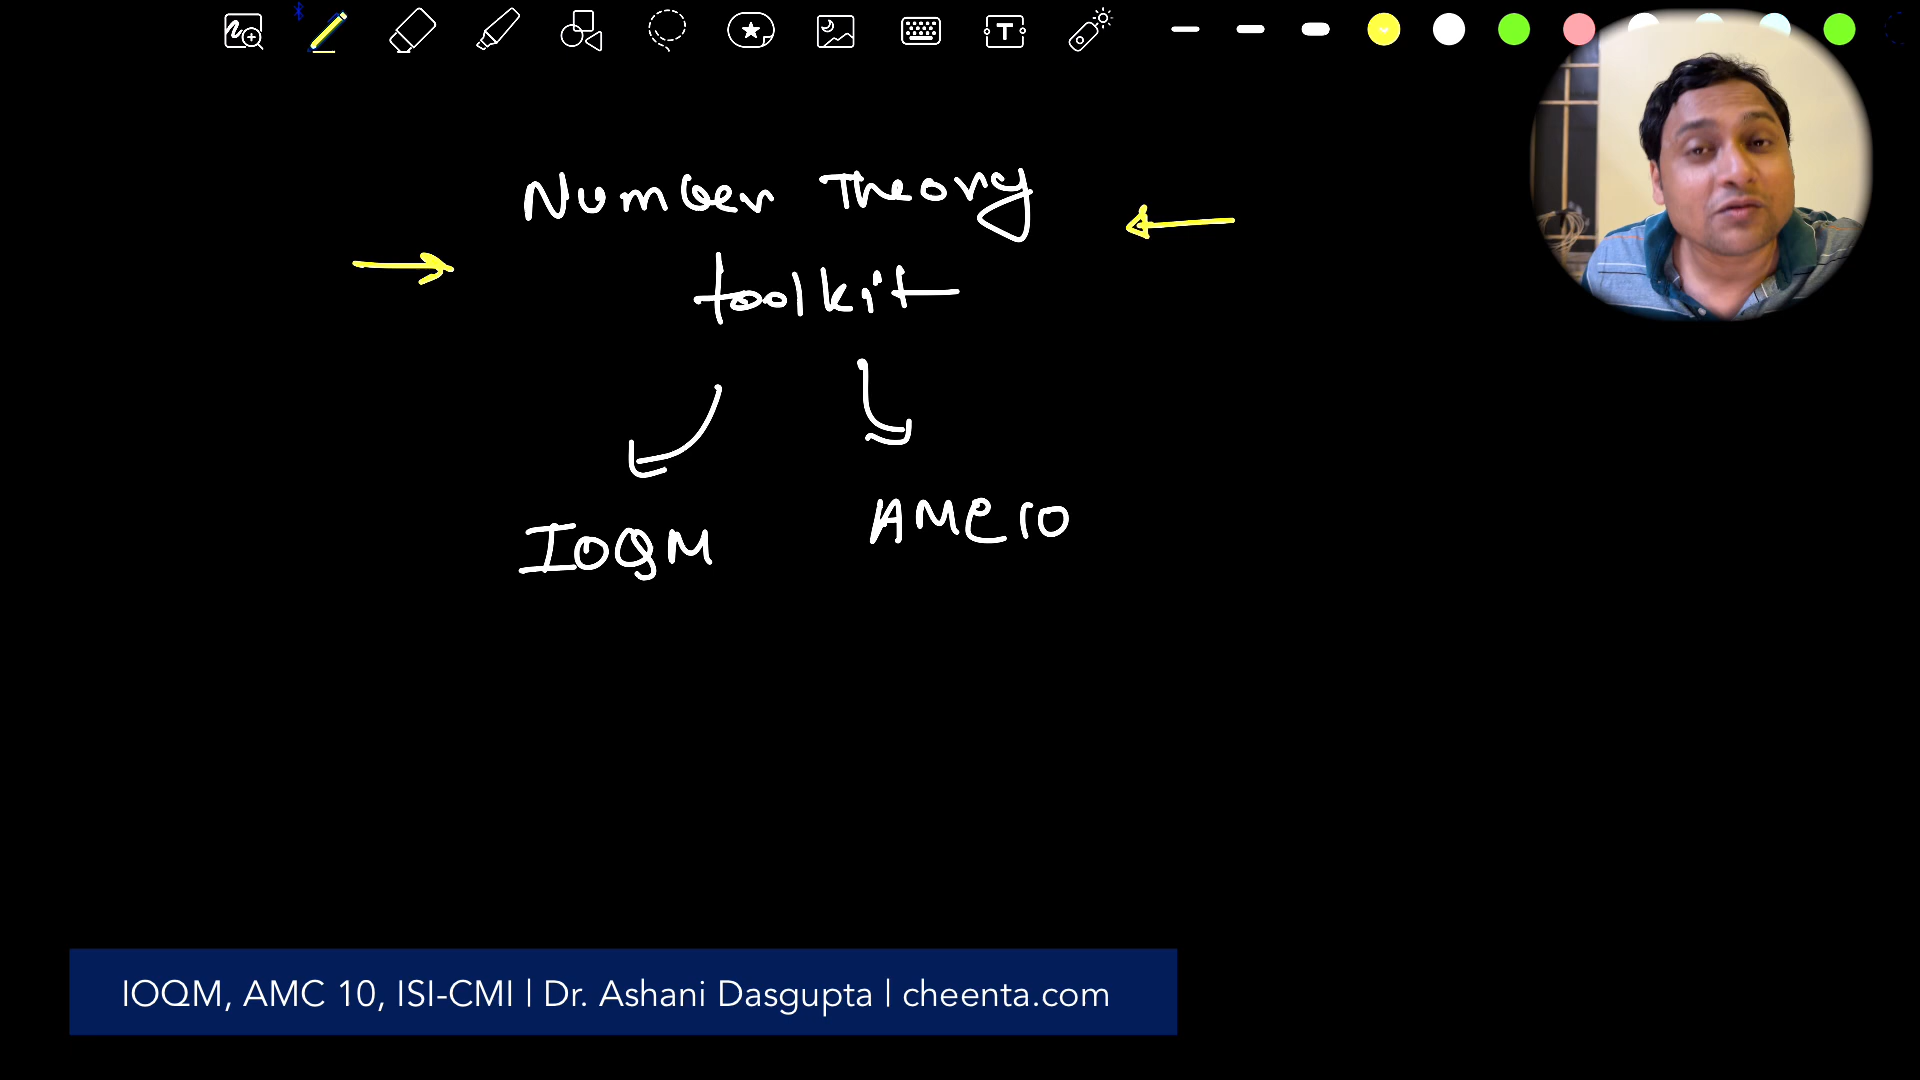 Number Theory
toolkit
IOQM
AMC 10
IOQM, AMC 10, ISI-CMI | Dr. Ashani Dasgupta | cheenta.com